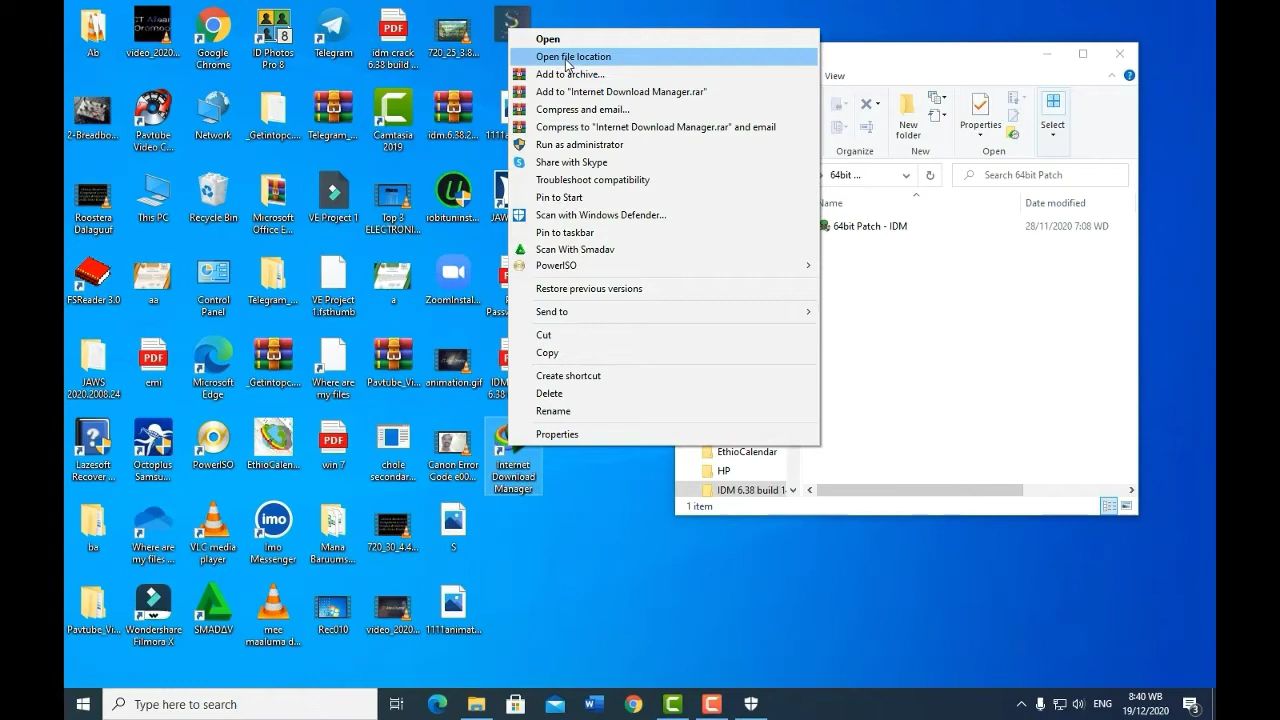 Ab
video_2020...
Google
Chrome
ID Photos
Pro 8
Telegram
idm crack
6.38 build ...
720_25_3.8...
2-Breadbo...
Pavtube
Video C...
Network
_Getintopc....
Telegram_...
Camtasia
2019
idm.6.38.2...
Roostera
Dalaguuf
This PC
Recycle Bin
Microsoft
Office E...
VE Project 1
Top 3
ELECTRONI...
iobituninst...
FSReader 3.0
aa
Control
Panel
Telegram_...
VE Project
1.fsthumb
a
ZoomInstal...
JAWS
2020.2008.24
emi
Microsoft
Edge
_Getintopc....
Where are
my files
Pavtube_Vi...
animation.gif
Lazesoft
Recover ...
Octoplus
Samsu...
PowerISO
EthioCalen...
win 7
chole
secondar...
Canon Error
Code e00...
Internet
Download
Manager
ba
Where are
my files ...
VLC media
player
Imo
Messenger
Mana
Baruums...
720_30_4.4...
S
Pavtube_Vi...
Wondershare
Filmora X
SMADΔV
mee
maaluma d...
Rec010
video_2020...
1111animat...
Open
Open file location
Add to archive...
Add to "Internet Download Manager.rar"
Compress and email...
Compress to "Internet Download Manager.rar" and email
Run as administrator
Share with Skype
Troubleshoot compatibility
Pin to Start
Scan with Windows Defender...
Pin to taskbar
Scan With Smadav
PowerISO
Restore previous versions
Send to
Cut
Copy
Create shortcut
Delete
Rename
Properties
View
New
folder
Properties
Select
Organize
New
Open
64bit ...
Search 64bit Patch
Name
Date modified
64bit Patch - IDM
28/11/2020 7:08 WD
EthioCalendar
HP
IDM 6.38 build 1
1 item
Type here to search
ENG
8:40 WB
19/12/2020
3